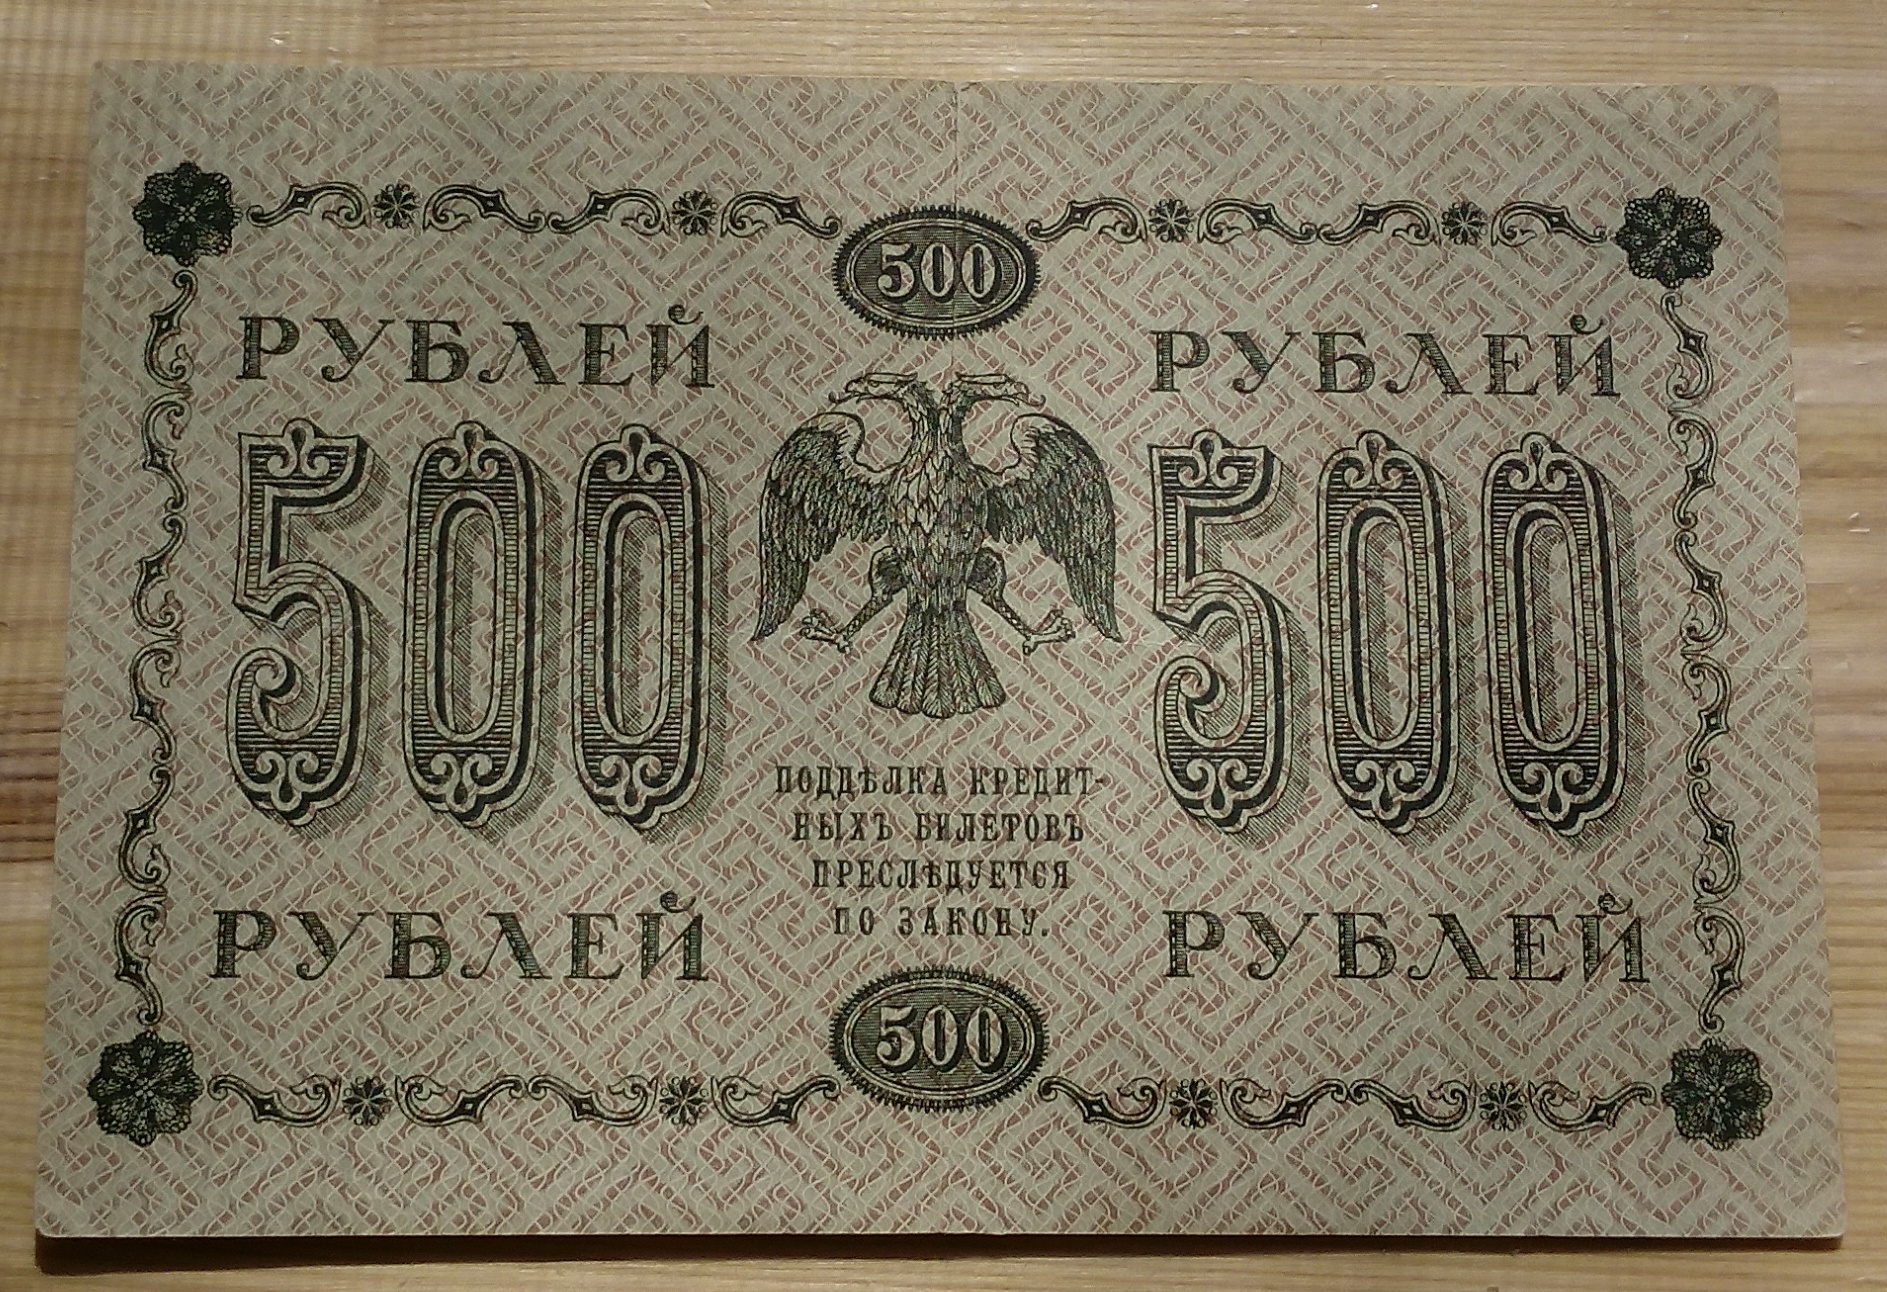 500
РУБЛЕЙ РУБЛЕЙ
500 500
ПОДДѢЛКА КРЕДИТ-
НЫХЪ БИЛЕТОВЪ
ПРЕСЛѢДУЕТСЯ
ПО ЗАКОНУ.
РУБЛЕЙ РУБЛЕЙ
500